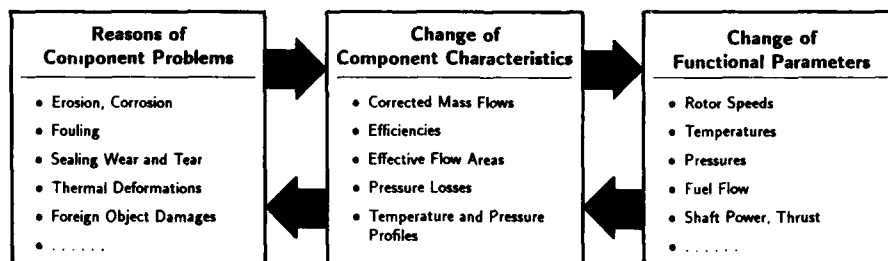 Reasons of
Component Problems
• Erosion, Corrosion
• Fouling
• Sealing Wear and Tear
• Thermal Deformations
• Foreign Object Damages
• . . . . . .
Change of
Component Characteristics
• Corrected Mass Flows
• Efficiencies
• Effective Flow Areas
• Pressure Losses
• Temperature and Pressure
Profiles
Change of
Functional Parameters
• Rotor Speeds
• Temperatures
• Pressures
• Fuel Flow
• Shaft Power, Thrust
• . . . . . .